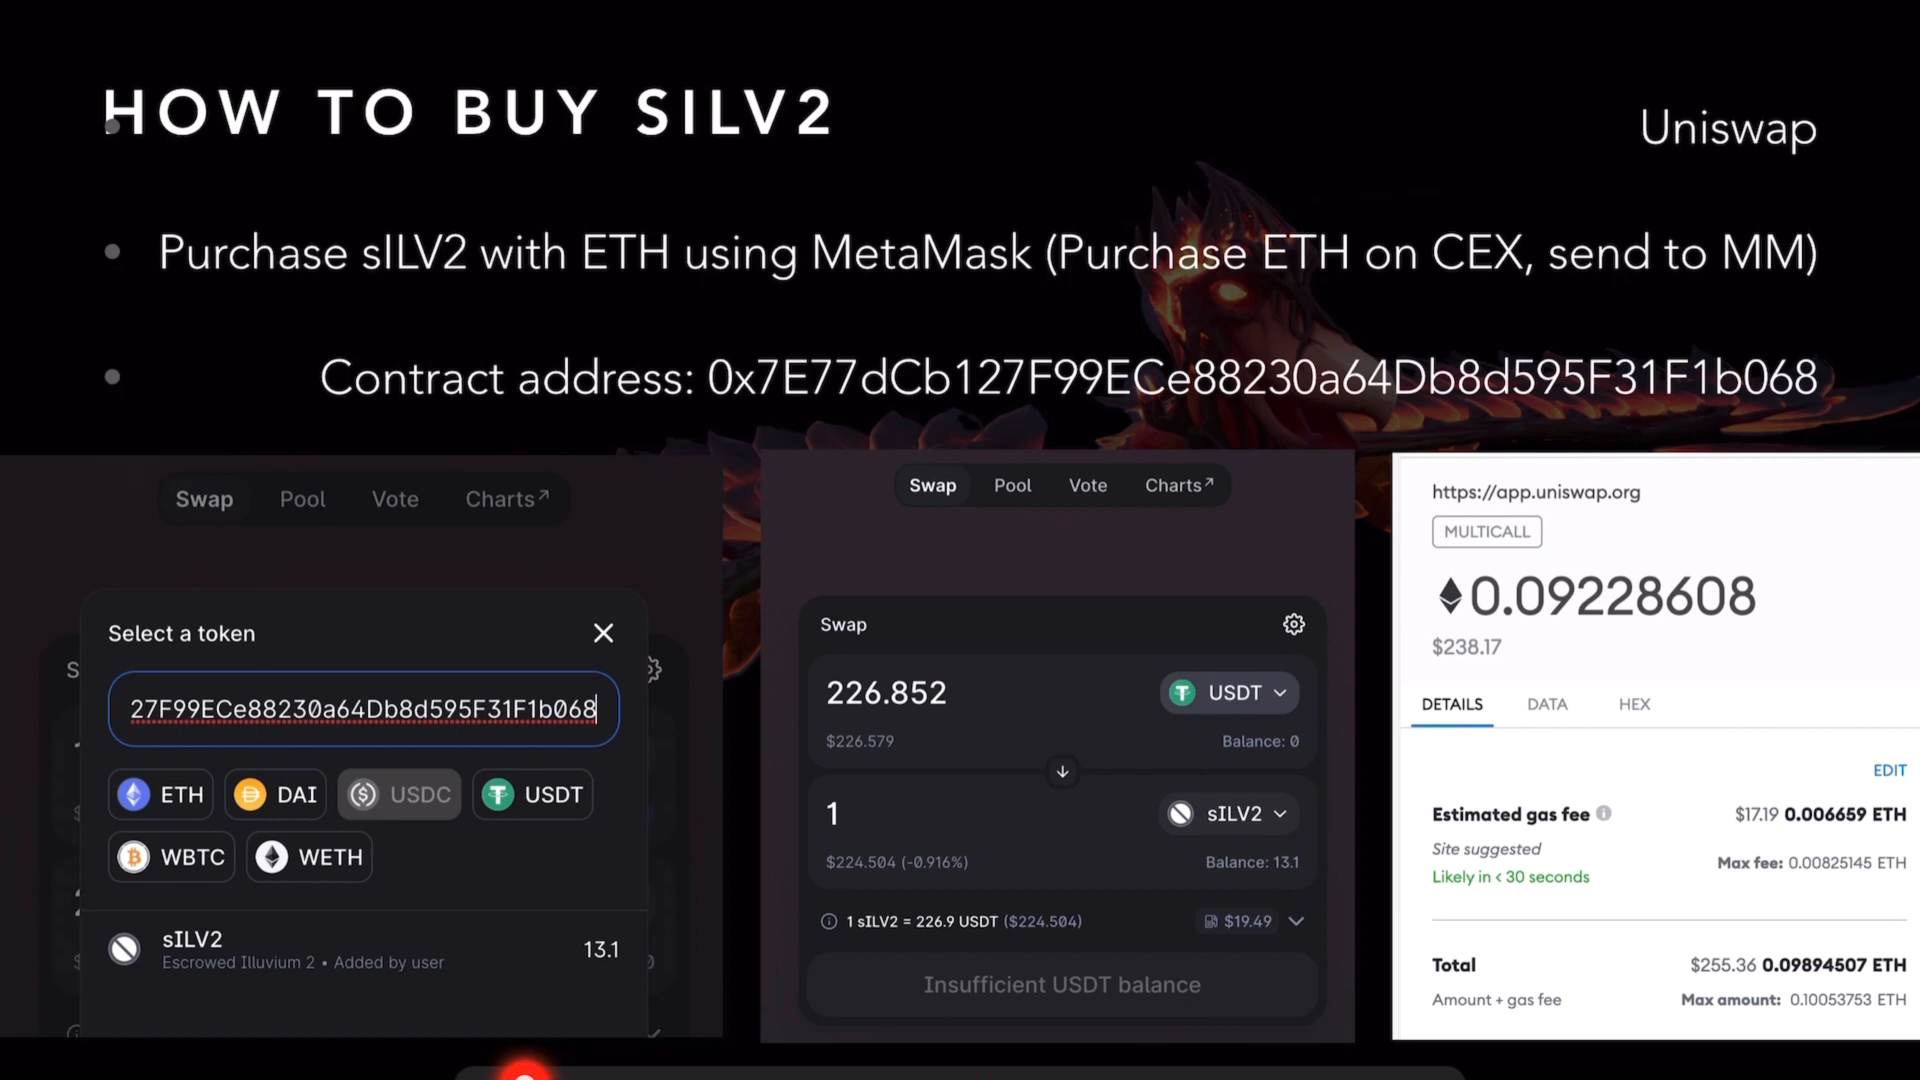 HOW TO BUY SILV2
Uniswap
Purchase sILV2 with ETH using MetaMask (Purchase ETH on CEX, send to MM)
Contract address: 0x7E77dCb127F99ECe88230a64Db8d595F31F1b068
Swap Pool Vote Charts↗
Select a token
27F99ECe88230a64Db8d595F31F1b068
ETH DAI USDC USDT
WBTC WETH
sILV2
Escrowed Illuvium 2 • Added by user
13.1
Swap Pool Vote Charts↗
Swap
226.852 USDT
$226.579 Balance: 0
1 sILV2
$224.504 (-0.916%) Balance: 13.1
1 sILV2 = 226.9 USDT ($224.504) $19.49
Insufficient USDT balance
https://app.uniswap.org
MULTICALL
0.09228608
$238.17
DETAILS DATA HEX
EDIT
Estimated gas fee $17.19 0.006659 ETH
Site suggested
Max fee: 0.00825145 ETH
Likely in < 30 seconds
Total $255.36 0.09894507 ETH
Amount + gas fee Max amount: 0.10053753 ETH